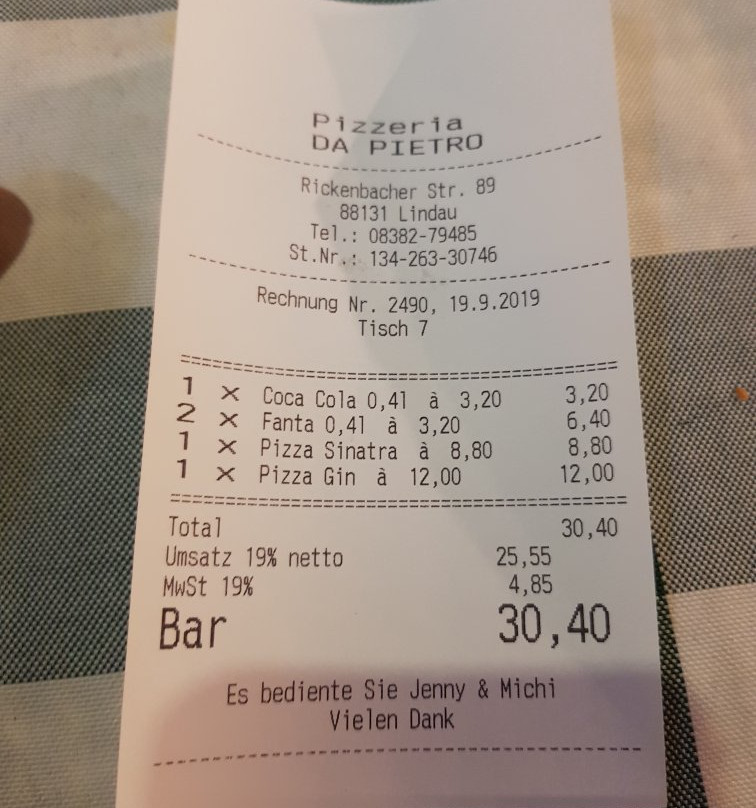 Pizzeria
DA PIETRO
Rickenbacher Str. 89
88131 Lindau
Tel.: 08382-79485
St.Nr.: 134-263-30746
Rechnung Nr. 2490, 19.9.2019
Tisch 7
1 x Coca Cola 0,4l à 3,20 3,20
2 x Fanta 0,4l à 3,20 6,40
1 x Pizza Sinatra à 8,80 8,80
1 x Pizza Gin à 12,00 12,00
Total 30,40
Umsatz 19% netto 25,55
MwSt 19% 4,85
Bar 30,40
Es bediente Sie Jenny & Michi
Vielen Dank